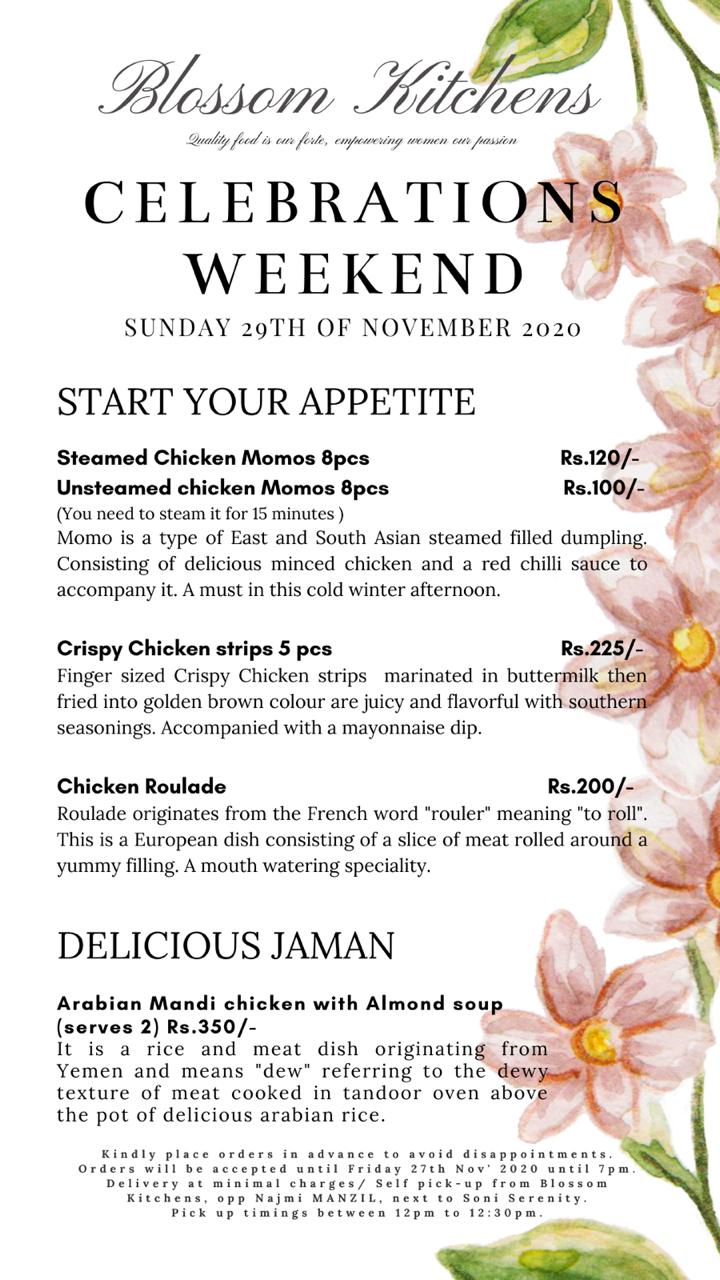 Blossom Kitchens
Quality food is our forte, empowering women our passion
CELEBRATIONS
WEEKEND
SUNDAY 29TH OF NOVEMBER 2020
START YOUR APPETITE
Steamed Chicken Momos 8pcs Rs.120/-
Unsteamed chicken Momos 8pcs Rs.100/-
(You need to steam it for 15 minutes )
Momo is a type of East and South Asian steamed filled dumpling.
Consisting of delicious minced chicken and a red chilli sauce to
accompany it. A must in this cold winter afternoon.
Crispy Chicken strips 5 pcs Rs.225/-
Finger sized Crispy Chicken strips marinated in buttermilk then
fried into golden brown colour are juicy and flavorful with southern
seasonings. Accompanied with a mayonnaise dip.
Chicken Roulade Rs.200/-
Roulade originates from the French word "rouler" meaning "to roll".
This is a European dish consisting of a slice of meat rolled around a
yummy filling. A mouth watering speciality.
DELICIOUS JAMAN
Arabian Mandi chicken with Almond soup
(serves 2) Rs.350/-
It is a rice and meat dish originating from
Yemen and means "dew" referring to the dewy
texture of meat cooked in tandoor oven above
the pot of delicious arabian rice.
Kindly place orders in advance to avoid disappointments.
Orders will be accepted until Friday 27th Nov' 2020 until 7pm.
Delivery at minimal charges/ Self pick-up from Blossom
Kitchens, opp Najmi MANZIL, next to Soni Serenity.
Pick up timings between 12pm to 12:30pm.